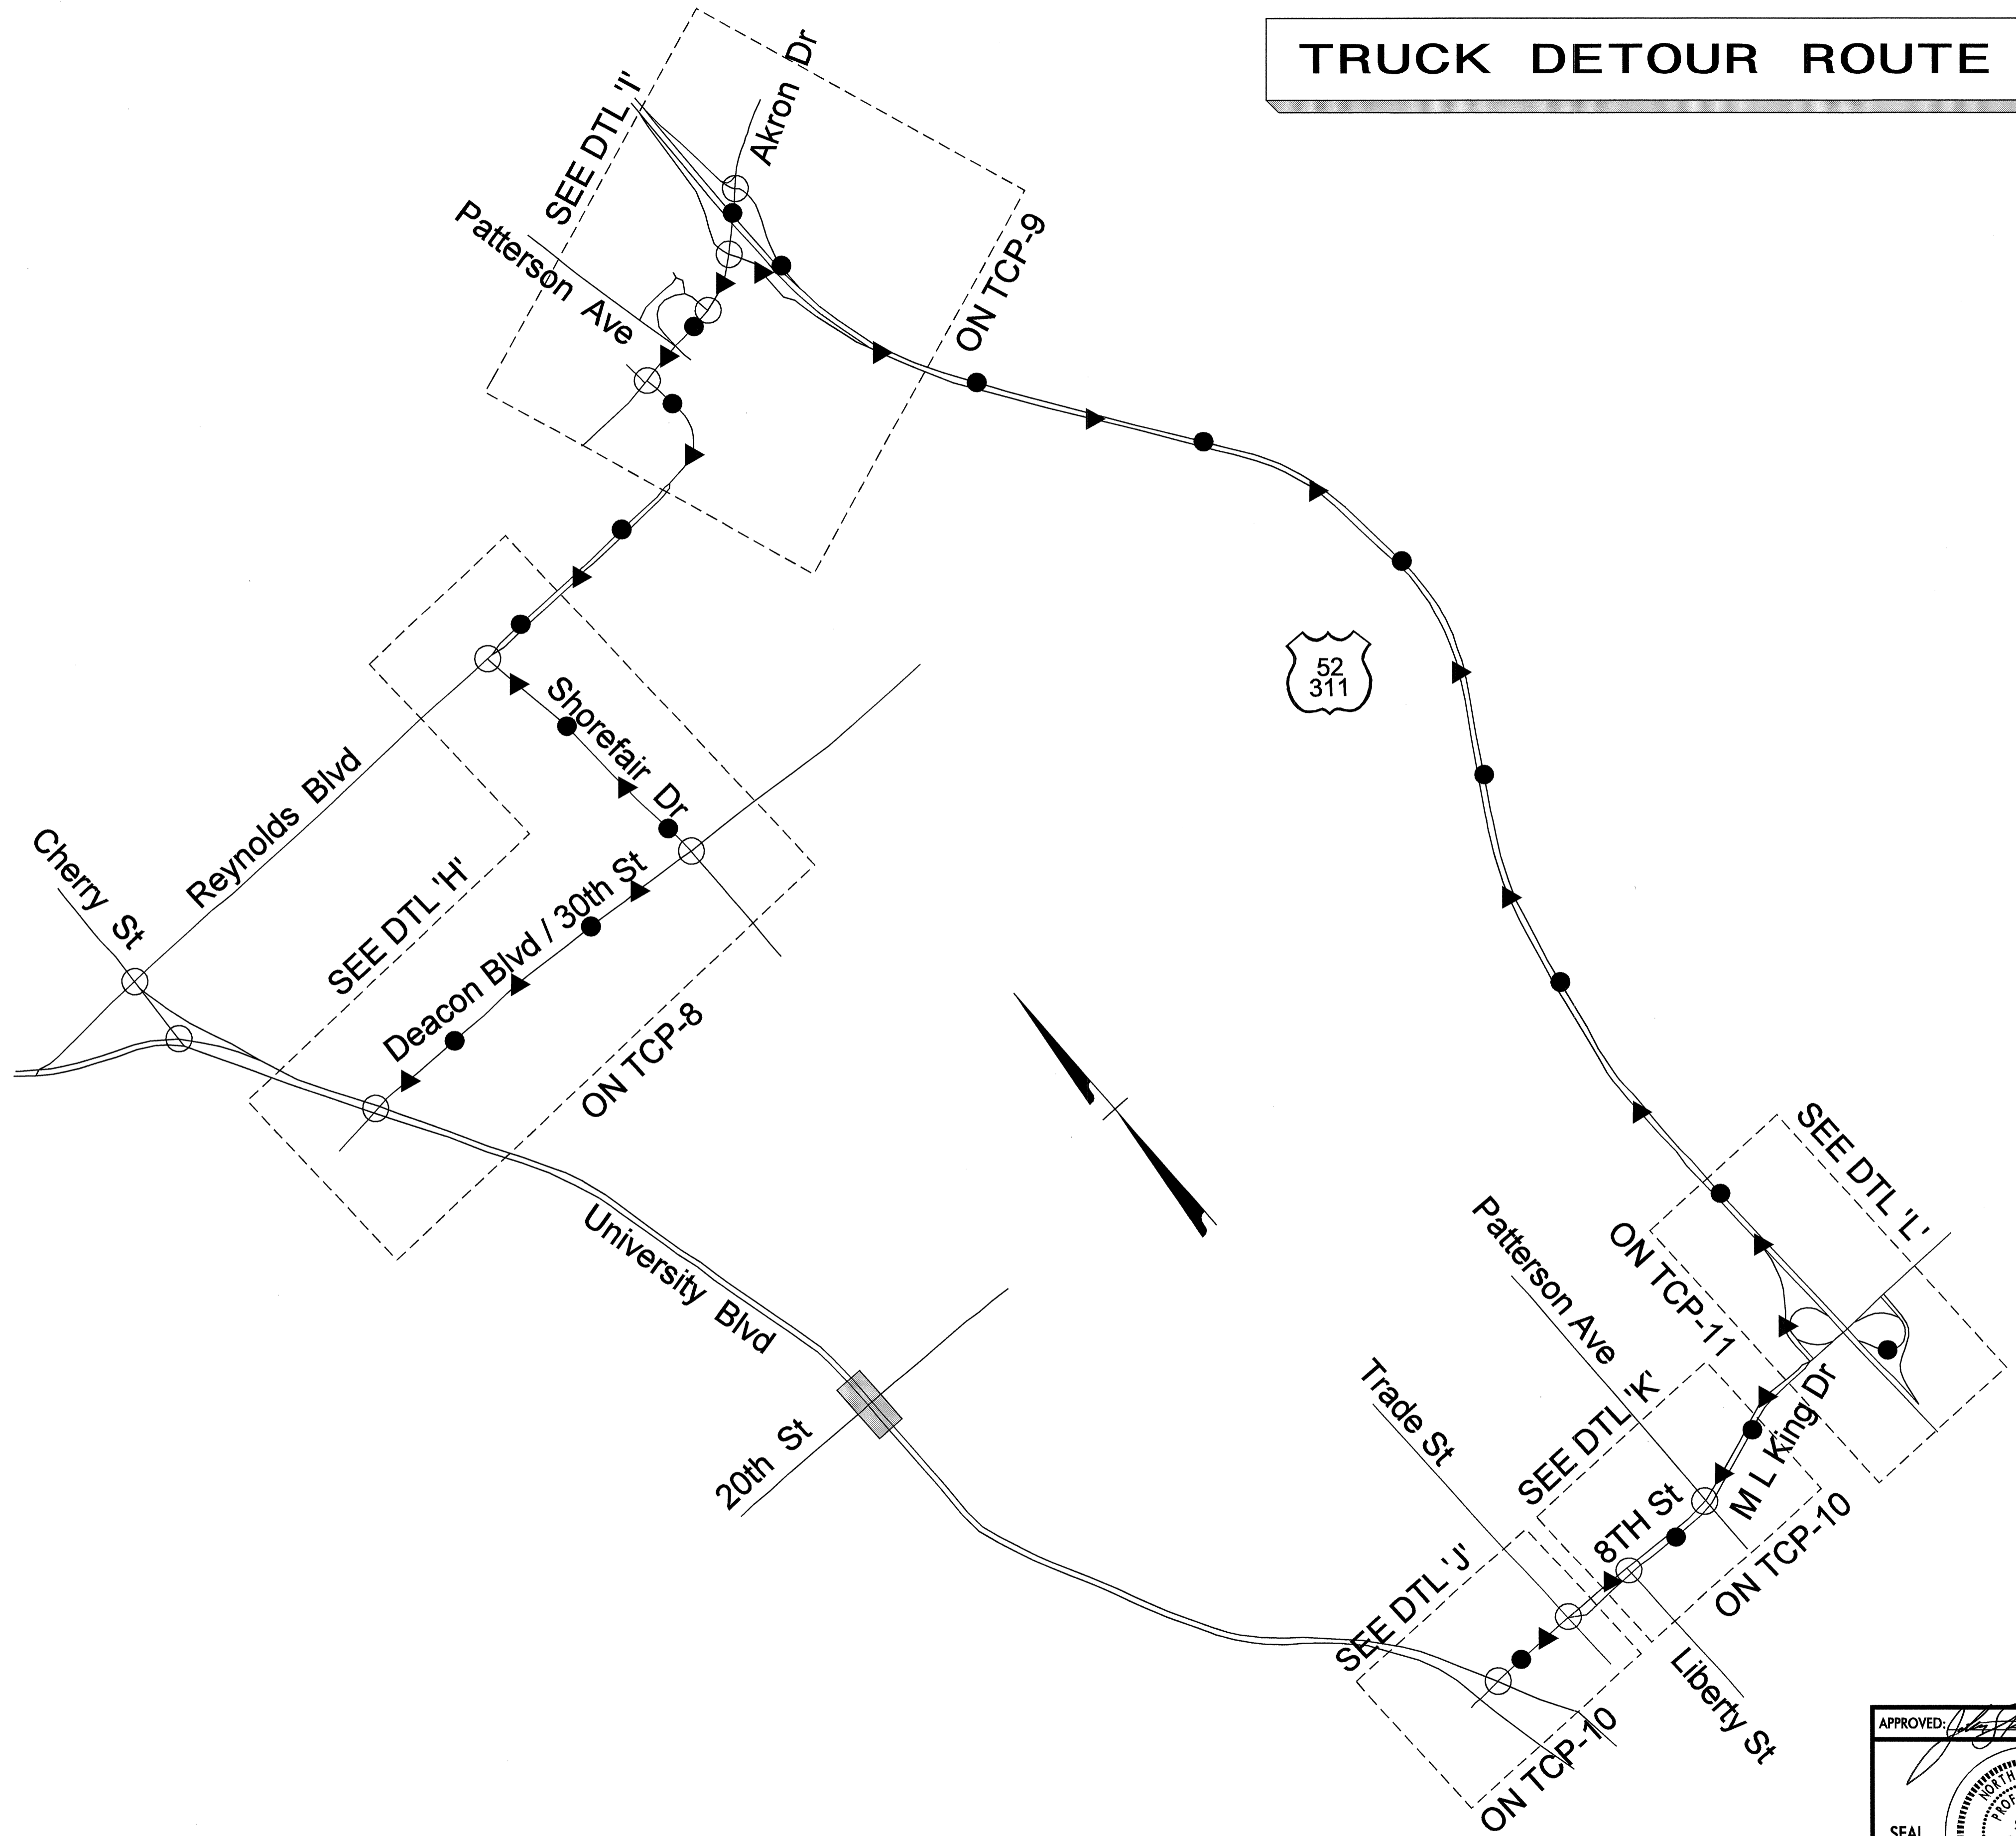 TRUCK DETOUR ROUTE
Akron Dr
SEE DTL 'I'
Patterson Ave
ON TCP-9
52
311
Shorefair Dr
Reynolds Blvd
Cherry St
SEE DTL 'H'
Deacon Blvd / 30th St
ON TCP-8
University Blvd
20th St
SEE DTL 'L'
ON TCP-11
Patterson Ave
Trade St
SEE DTL 'K'
M L King Dr
8TH St
ON TCP-10
SEE DTL 'J'
Liberty St
ON TCP-10
APPROVED:
NORTH
PROF
SEAL